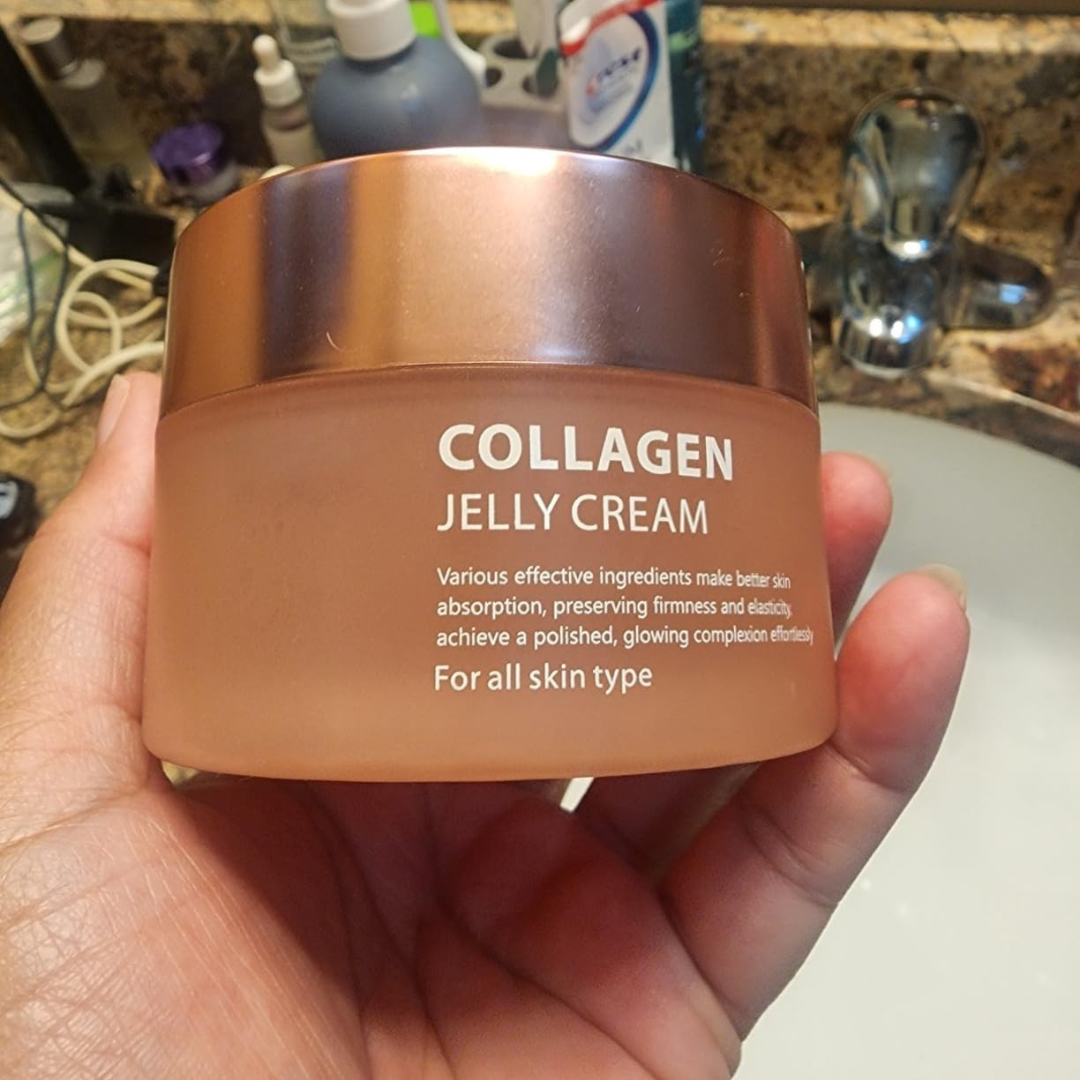 COLLAGEN
JELLY CREAM
Various effective ingredients make better skin
absorption, preserving firmness and elasticity,
achieve a polished, glowing complexion effortlessly
For all skin type